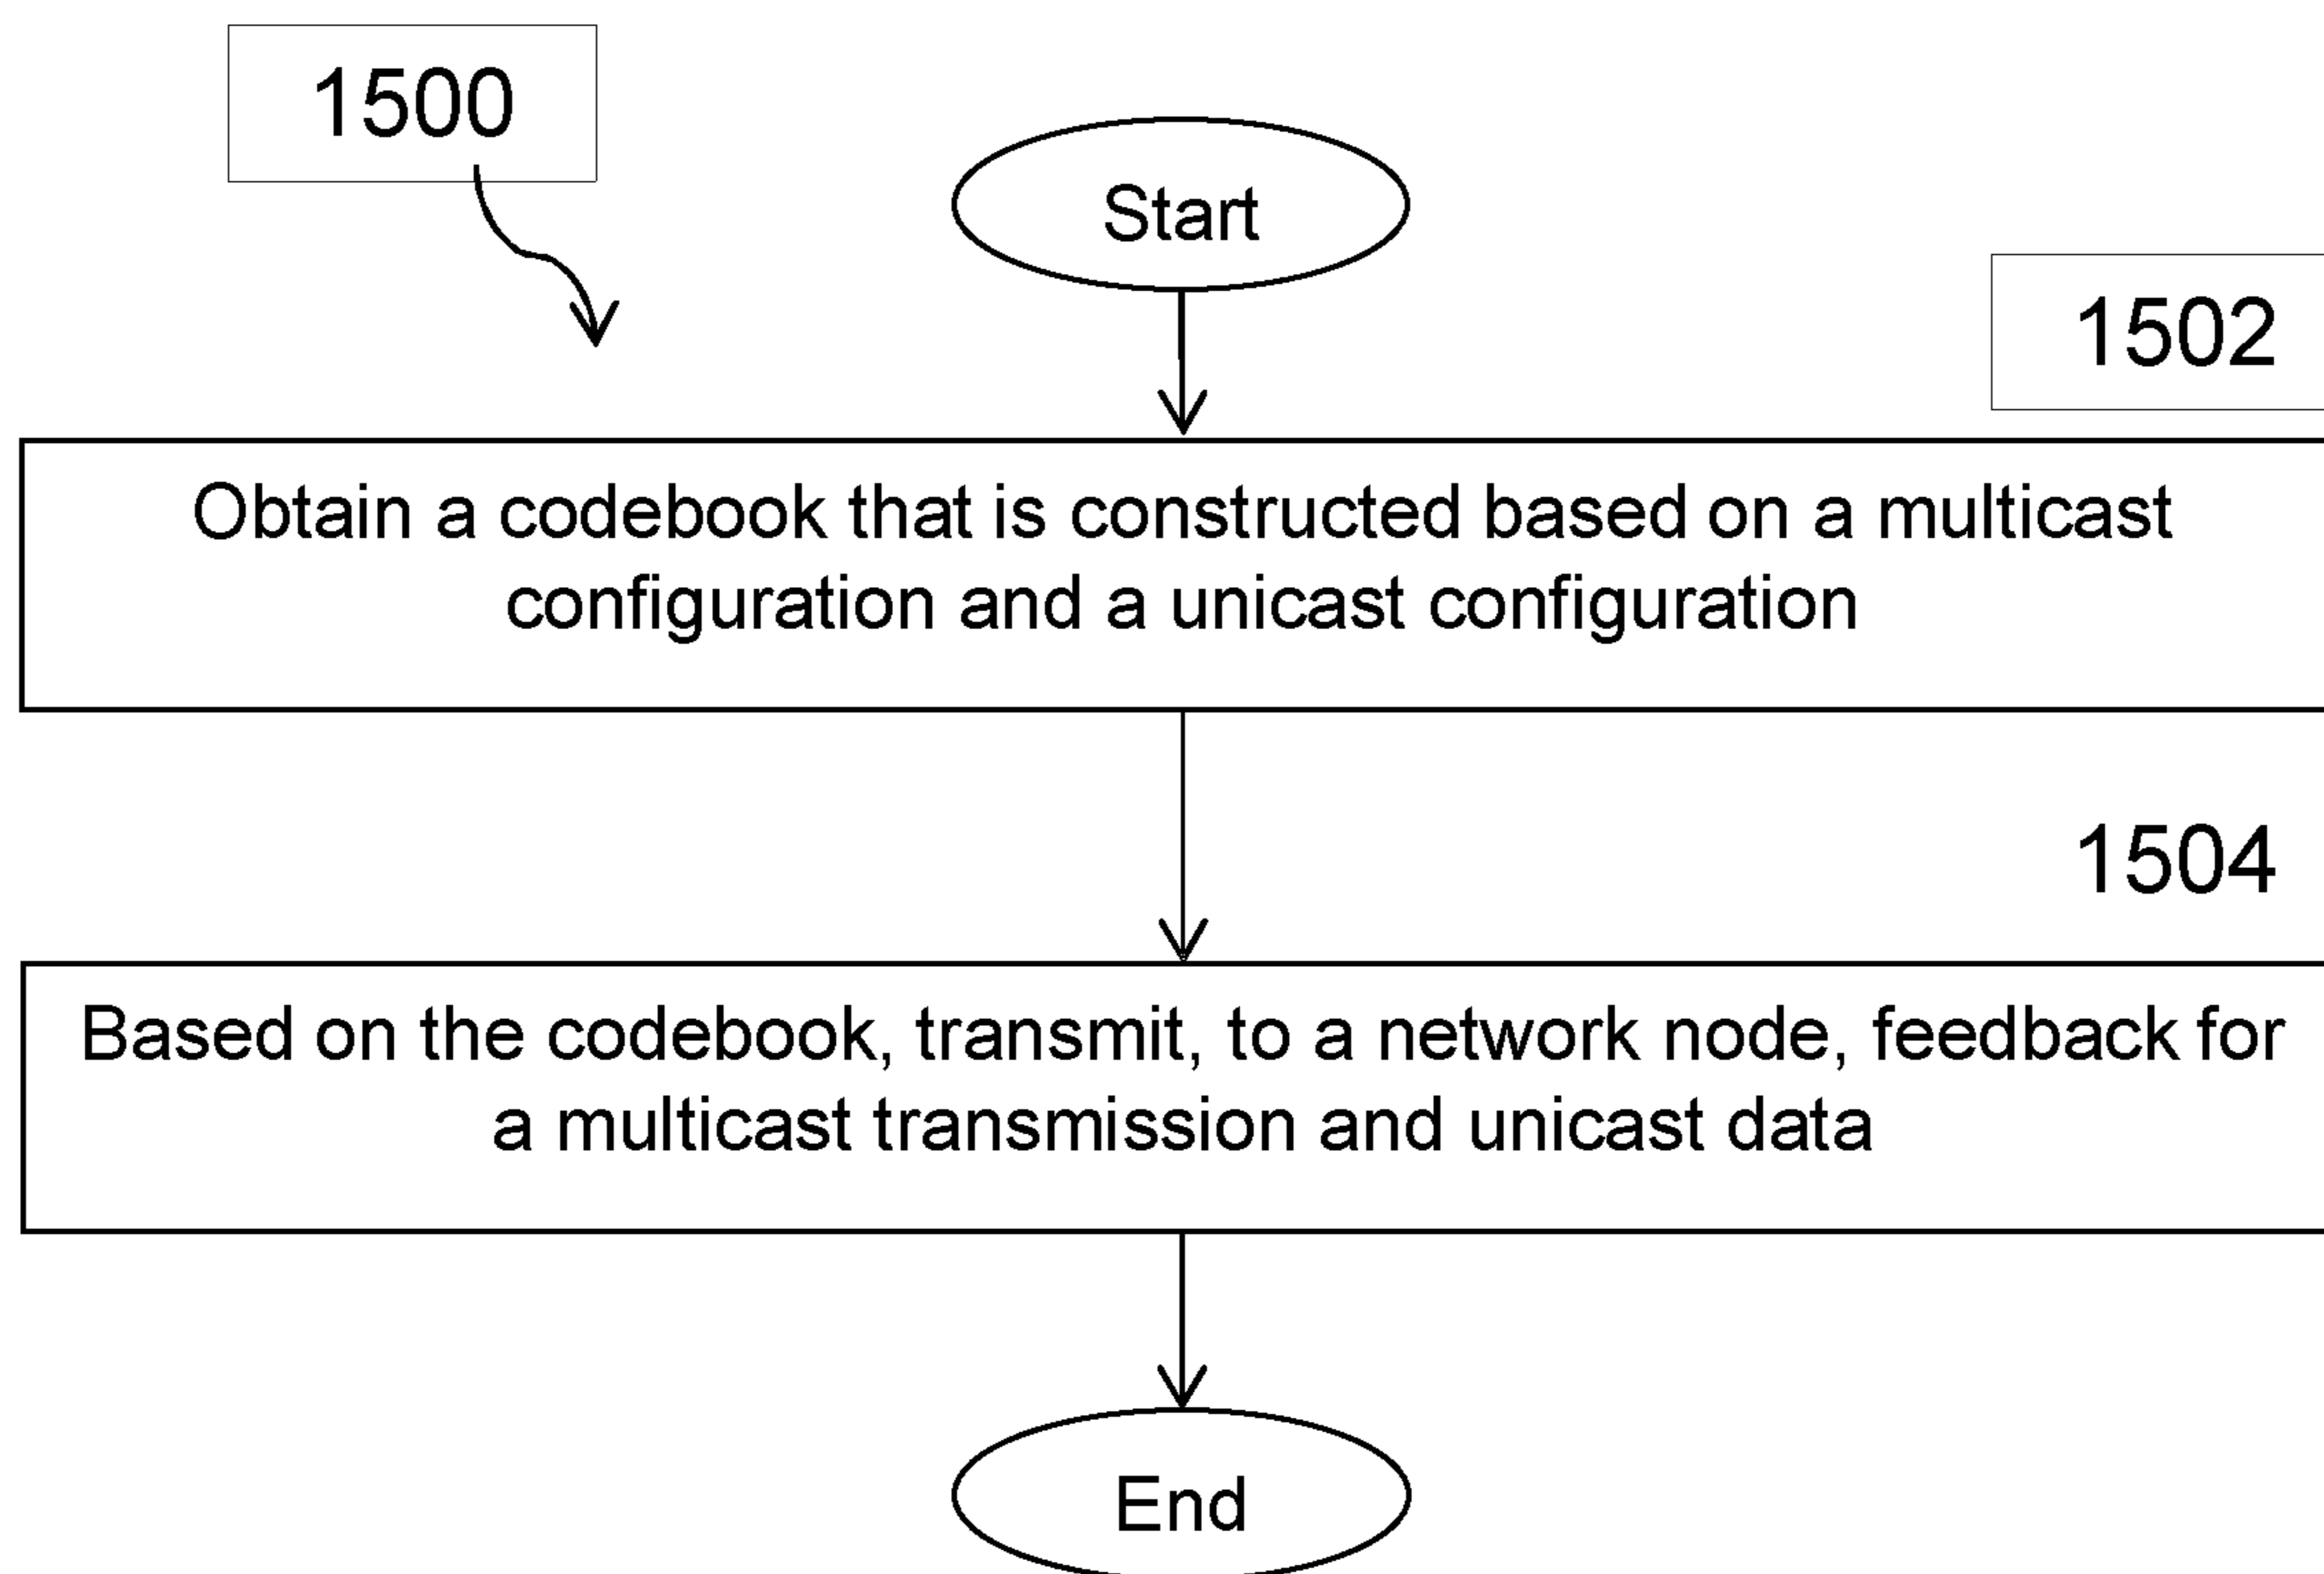 1500
Start
1502
Obtain a codebook that is constructed based on a multicast
configuration and a unicast configuration
1504
Based on the codebook, transmit, to a network node, feedback for
a multicast transmission and unicast data
End